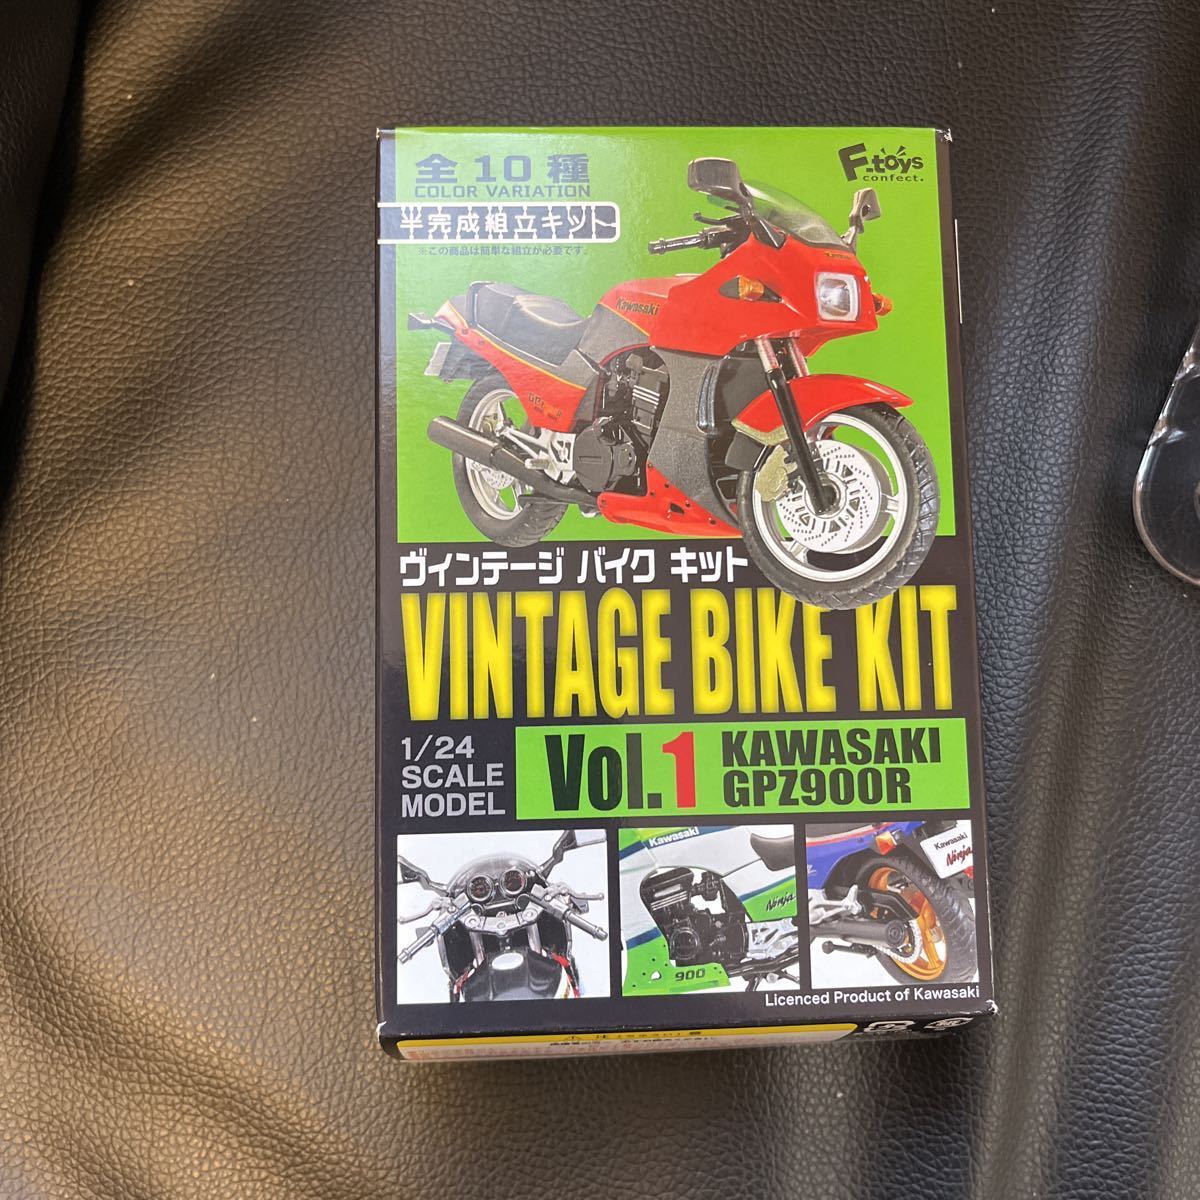 全10種
COLOR VARIATION
半完成組立キット
※この商品は簡単な組立が必要です。
F-toys
confect.
Kawasaki
ヴィンテージ バイク キット
VINTAGE BIKE KIT
1/24
SCALE
MODEL
Vol.1
KAWASAKI
GPZ900R
Kawasaki
Ninja
900
Kawasaki
Ninja
Licenced Product of Kawasaki